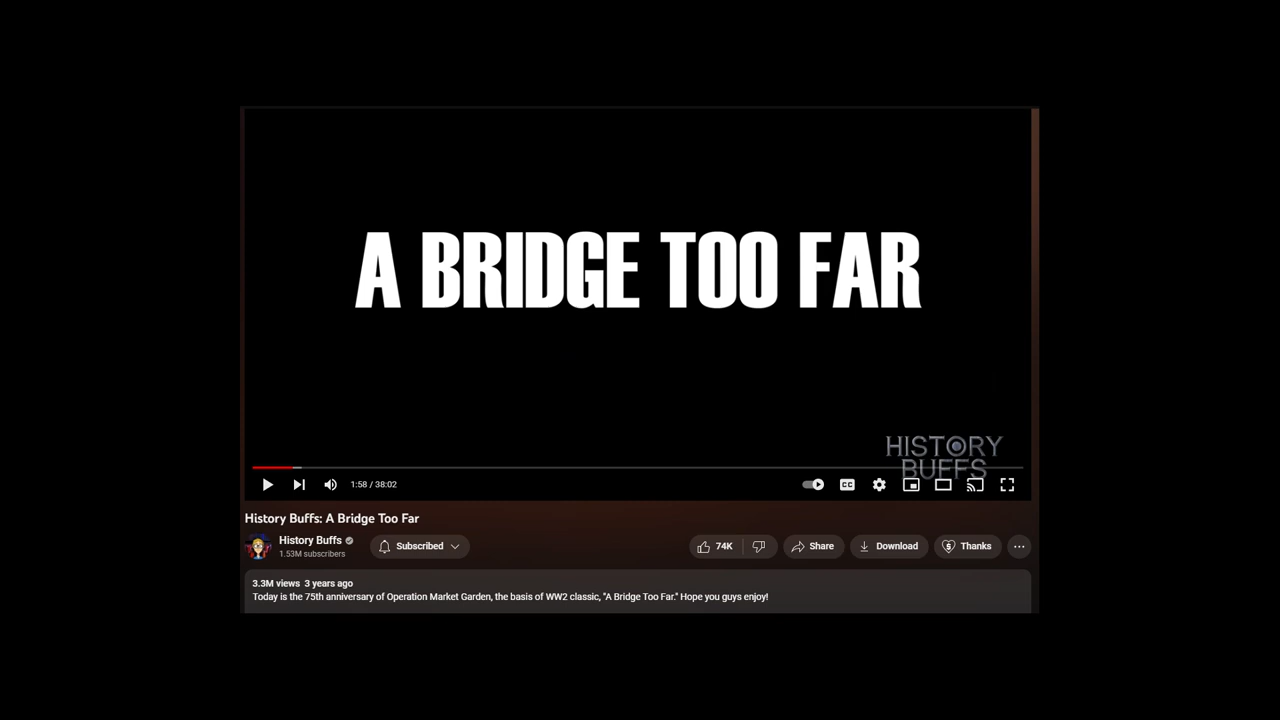 A BRIDGE TOO FAR
HISTORY
BUFFS
1:58 / 38:02
CC
History Buffs: A Bridge Too Far
History Buffs
1.53M subscribers
Subscribed
74K
Share
Download
Thanks
3.3M views 3 years ago
Today is the 75th anniversary of Operation Market Garden, the basis of WW2 classic, "A Bridge Too Far." Hope you guys enjoy!